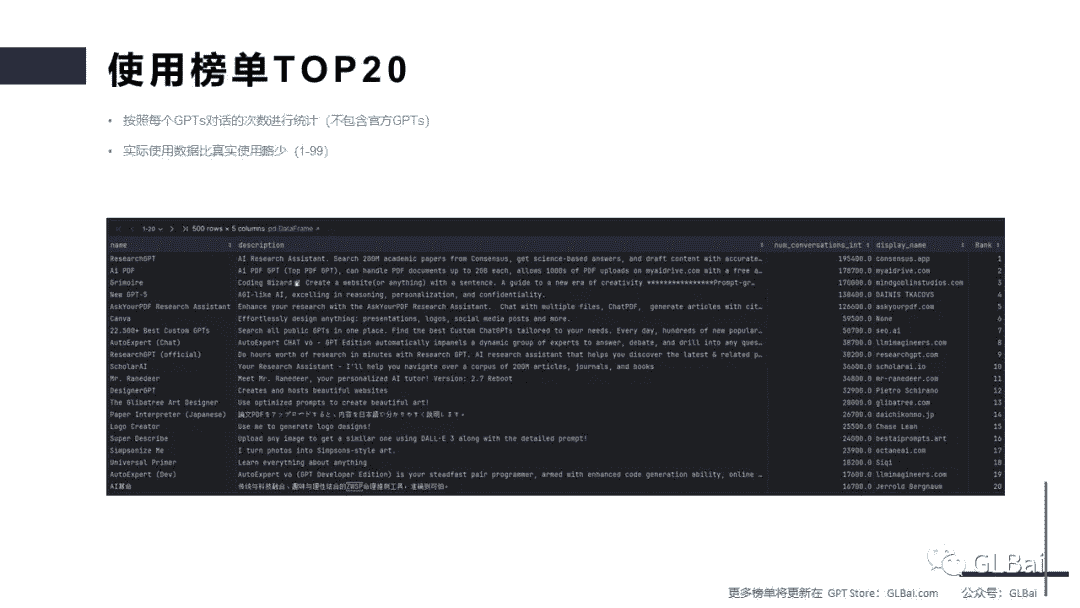 使用榜单TOP20
• 按照每个GPTs对话的次数进行统计（不包含官方GPTs）
• 实际使用数据比真实使用略少（1-99）
1-20 500 rows × 5 columns pd.DataFrame
name description num_conversations_int display_name Rank
ResearchGPT AI Research Assistant. Search 200M academic papers from Consensus, get science-based answers, and draft content with accurate… 195400.0 consensus.app 1
Ai PDF Ai PDF GPT (Top PDF GPT), can handle PDF documents up to 2GB each, allows 1000s of PDF uploads on myaidrive.com with a free a… 178700.0 myaidrive.com 2
Grimoire Coding Wizard Create a website(or anything) with a sentence. A guide to a new era of creativity ****************Prompt-gr… 170000.0 mindgoblinstudios.com 3
New GPT-5 AGI-like AI, excelling in reasoning, personalization, and confidentiality. 138400.0 DAINIS TKACOVS 4
AskYourPDF Research Assistant Enhance your research with the AskYourPDF Research Assistant. Chat with multiple files, ChatPDF, generate articles with cit… 126600.0 askyourpdf.com 5
Canva Effortlessly design anything: presentations, logos, social media posts and more. 59500.0 None 6
22.500+ Best Custom GPTs Search all public GPTs in one place. Find the best Custom ChatGPTs tailored to your needs. Every day, hundreds of new popular… 50700.0 seo.ai 7
AutoExpert (Chat) AutoExpert CHAT v6 - GPT Edition automatically impanels a dynamic group of experts to answer, debate, and drill into any ques… 38700.0 llmimagineers.com 8
ResearchGPT (official) Do hours worth of research in minutes with Research GPT. AI research assistant that helps you discover the latest & related p… 38200.0 researchgpt.com 9
ScholarAI Your Research Assistant - I'll help you navigate over a corpus of 200M articles, journals, and books 36600.0 scholarai.io 10
Mr. Ranedeer Meet Mr. Ranedeer, your personalized AI tutor! Version: 2.7 Reboot 34800.0 mr-ranedeer.com 11
DesignerGPT Creates and hosts beautiful websites 32900.0 Pietro Schirano 12
The Glibatree Art Designer Use optimized prompts to create beautiful art! 28000.0 glibatree.com 13
Paper Interpreter (Japanese) 論文PDFをアップロードすると、内容を日本語で分かりやすく説明します。 26700.0 daichikonno.jp 14
Logo Creator Use me to generate logo designs! 25500.0 Chase Lean 15
Super Describe Upload any image to get a similar one using DALL·E 3 along with the detailed prompt! 24000.0 bestaiprompts.art 16
Simpsonize Me I turn photos into Simpsons-style art. 23900.0 octaneai.com 17
Universal Primer Learn everything about anything 18200.0 Siqi 18
AutoExpert (Dev) AutoExpert v6 (GPT Developer Edition) is your steadfast pair programmer, armed with enhanced code generation ability, online … 17600.0 llmimagineers.com 19
AI算命 传统与科技融合、趣味与理性结合的 命理推测工具，准确到可怕。 16700.0 Jerrold Bergnaum 20
GLBai
更多榜单将更新在 GPT Store：GLBai.com 公众号：GLBai